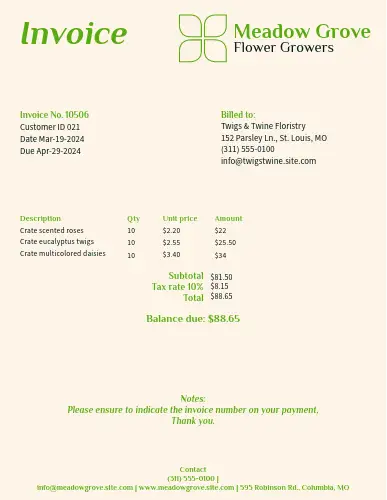 Invoice
Meadow Grove
Flower Growers
Invoice No. 10506
Customer ID 021
Date Mar-19-2024
Due Apr-29-2024
Billed to:
Twigs & Twine Floristry
152 Parsley Ln., St. Louis, MO
(311) 555-0100
info@twigstwine.site.com
Description Qty Unit price Amount
Crate scented roses 10 $2.20 $22
Crate eucalyptus twigs 10 $2.55 $25.50
Crate multicolored daisies 10 $3.40 $34
Subtotal $81.50
Tax rate 10% $8.15
Total $88.65
Balance due: $88.65
Notes:
Please ensure to indicate the invoice number on your payment,
Thank you.
Contact
(311) 555-0100 |
info@meadowgrove.site.com | www.meadowgrove.site.com | 595 Robinson Rd., Columbia, MO